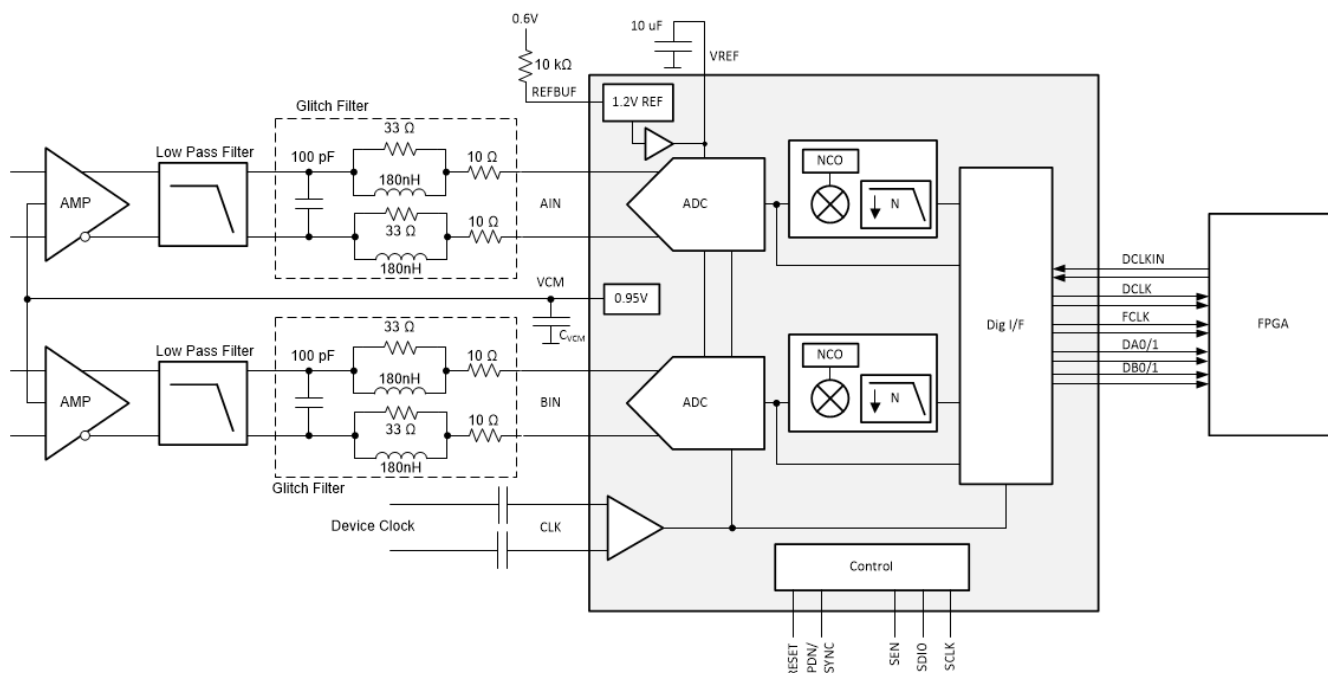 0.6V
10 uF
VREF
10 kΩ
REFBUF
1.2V REF
Glitch Filter
33 Ω
Low Pass Filter
100 pF
10 Ω
NCO
180nH
AMP
AIN
ADC
N
10 Ω
33 Ω
180nH
DCLKIN
VCM
0.95V
DCLK
Dig I/F
FCLK
FPGA
33 Ω
CVCM
DA0/1
Low Pass Filter
100 pF
10 Ω
NCO
DB0/1
180nH
AMP
BIN
ADC
N
10 Ω
33 Ω
180nH
Glitch Filter
Device Clock
CLK
Control
RESET
PDN/
SYNC
SEN
SDIO
SCLK